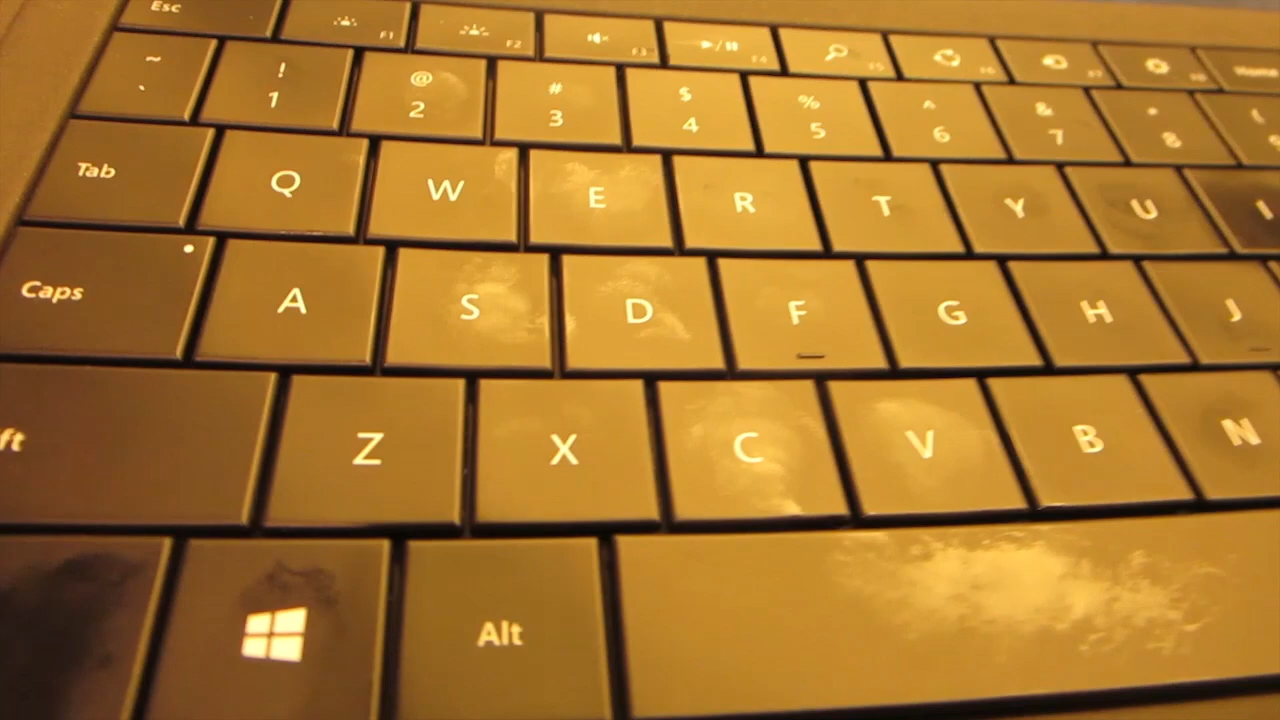 Esc F1 F2 F3 F4 F5 F6 F7 F8 Home
~ ! @ # $ % ^ & * (
` 1 2 3 4 5 6 7 8
Tab Q W E R T Y U I
Caps A S D F G H J
ft Z X C V B N
Alt